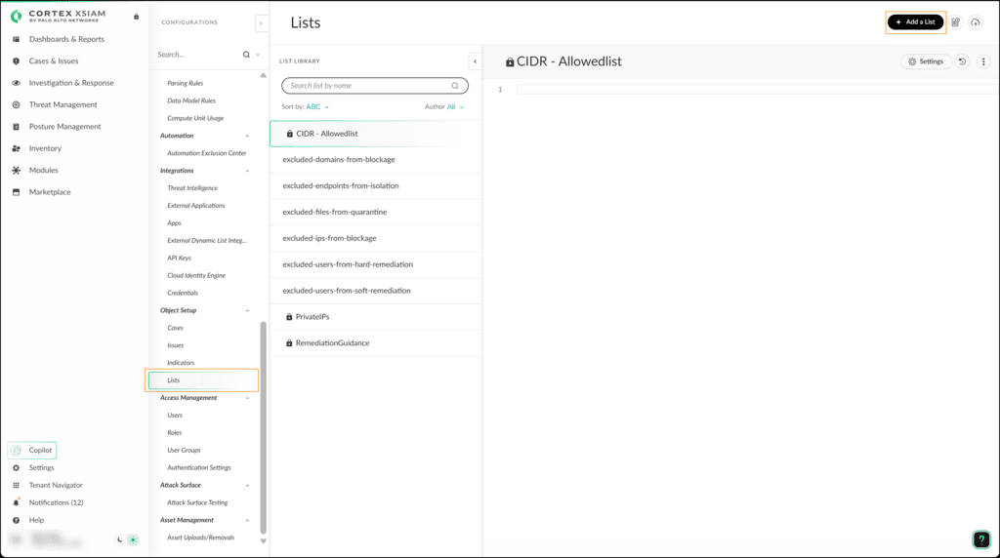 CORTEX XSIAM
BY PALO ALTO NETWORKS
Dashboards & Reports
Cases & Issues
Investigation & Response
Threat Management
Posture Management
Inventory
Modules
Marketplace
Copilot
Settings
Tenant Navigator
Notifications (12)
Help
CONFIGURATIONS
Search...
Parsing Rules
Data Model Rules
Compute Unit Usage
Automation
Automation Exclusion Center
Integrations
Threat Intelligence
External Applications
Apps
External Dynamic List Integ...
API Keys
Cloud Identity Engine
Credentials
Object Setup
Cases
Issues
Indicators
Lists
Access Management
Users
Roles
User Groups
Authentication Settings
Attack Surface
Attack Surface Testing
Asset Management
Asset Uploads/Removals
Lists
+ Add a List
LIST LIBRARY
Search list by name
Sort by: ABC
Author All
CIDR - Allowedlist
excluded-domains-from-blockage
excluded-endpoints-from-isolation
excluded-files-from-quarantine
excluded-ips-from-blockage
excluded-users-from-hard-remediation
excluded-users-from-soft-remediation
PrivateIPs
RemediationGuidance
CIDR - Allowedlist
Settings
1
?